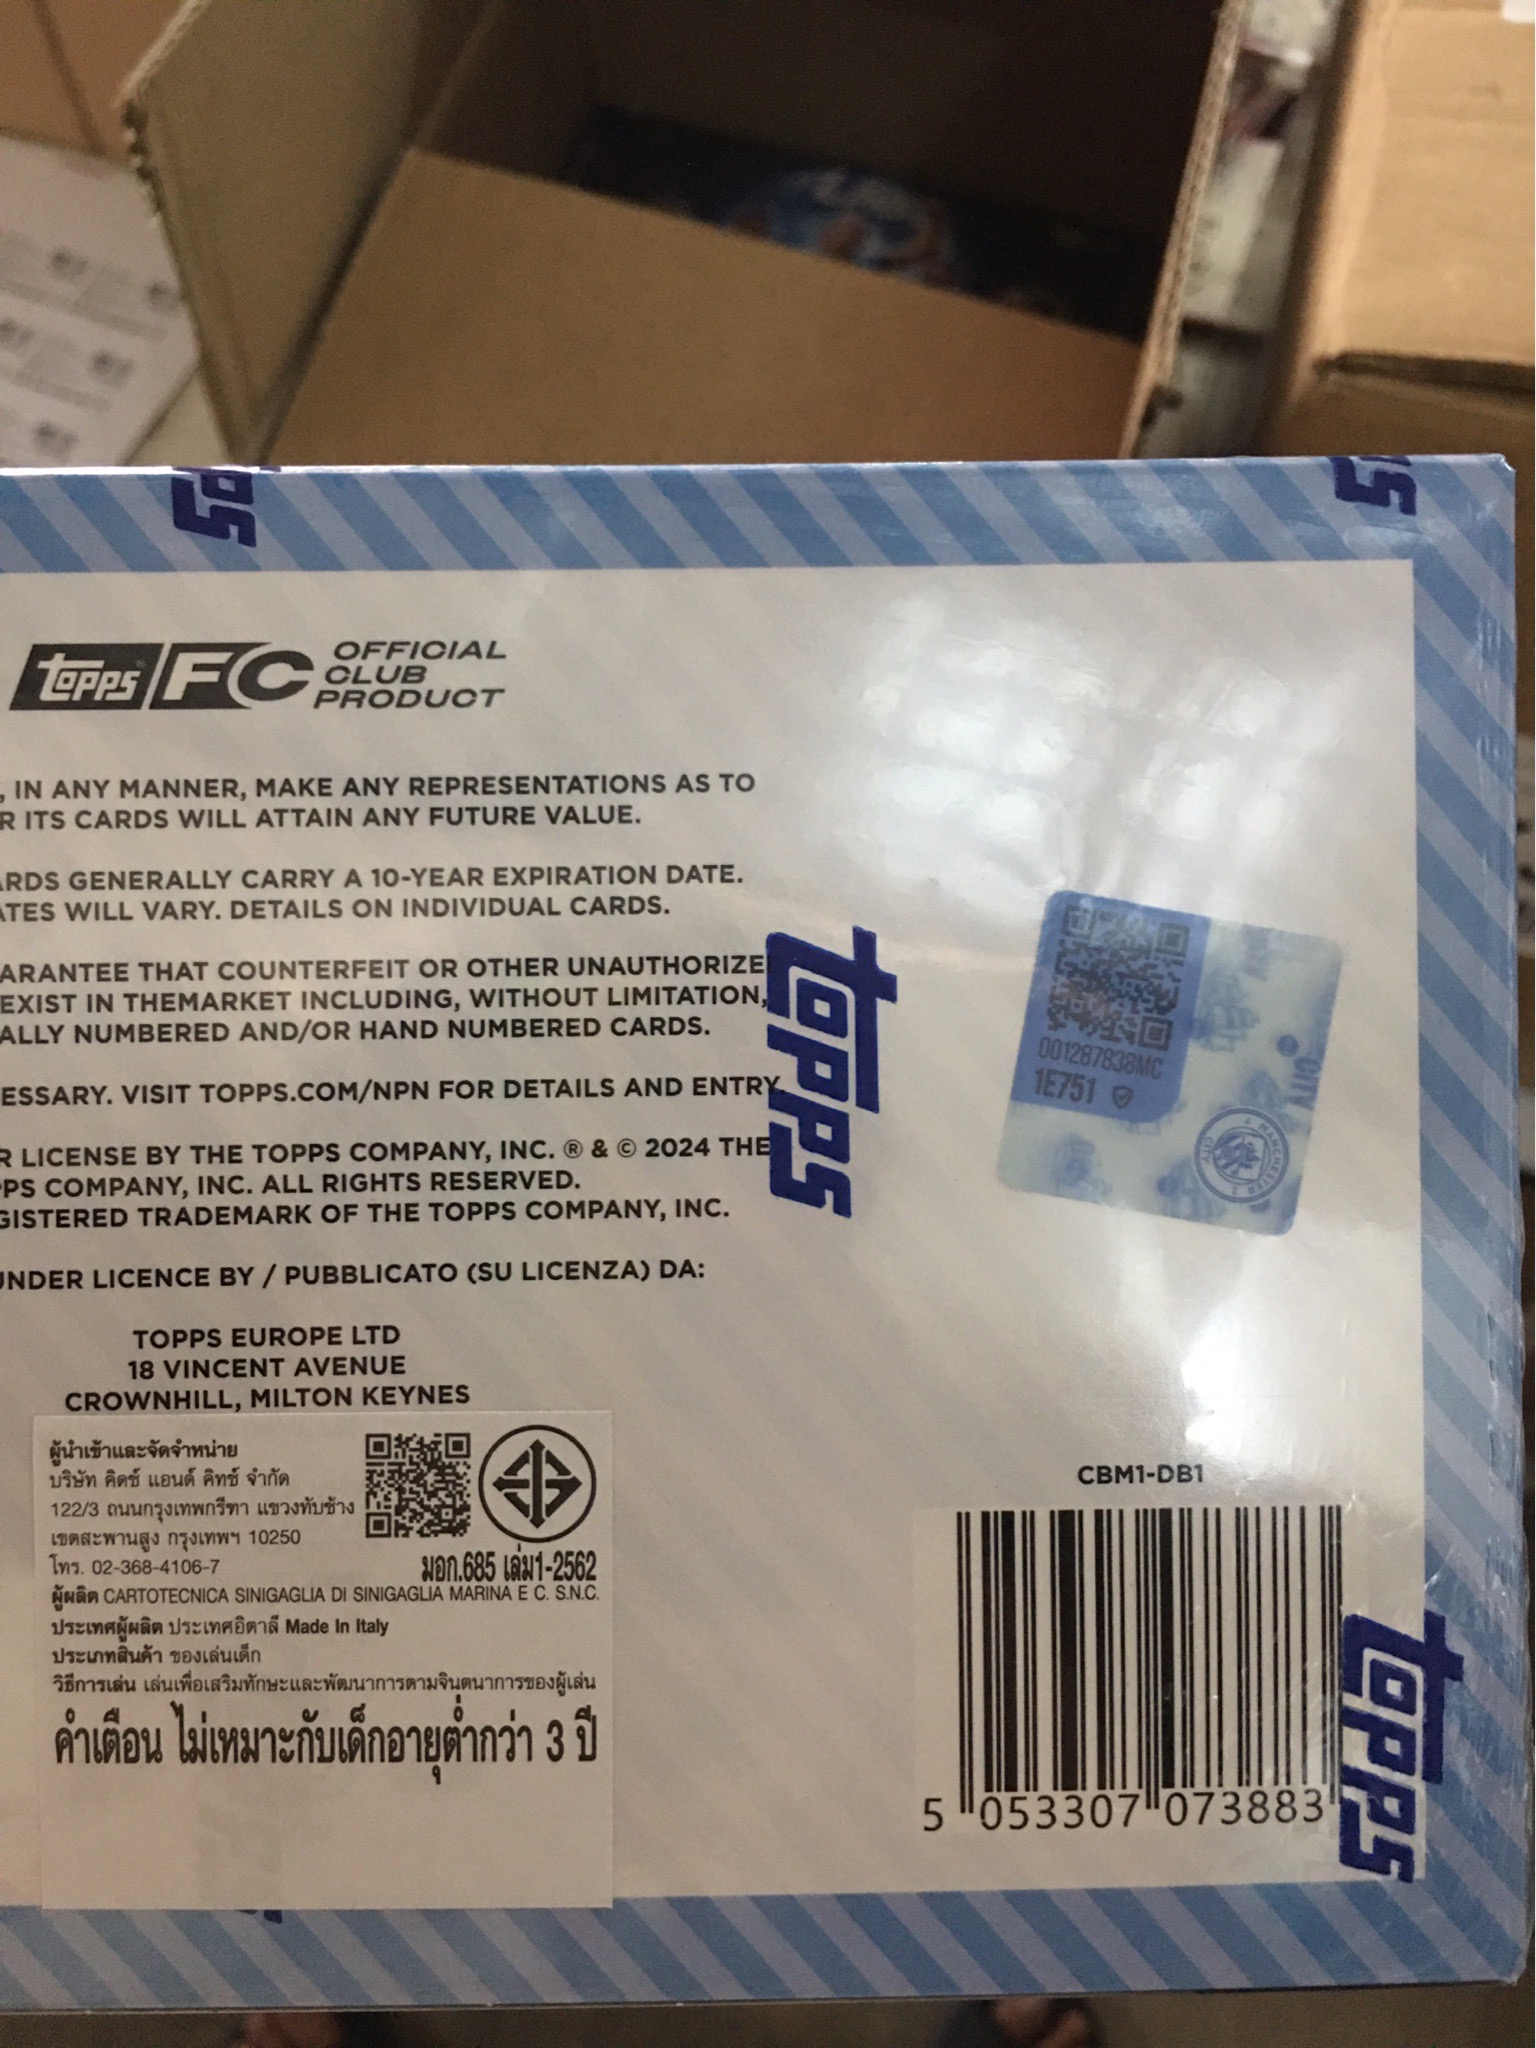 topps FC OFFICIAL
CLUB
PRODUCT
, IN ANY MANNER, MAKE ANY REPRESENTATIONS AS TO
R ITS CARDS WILL ATTAIN ANY FUTURE VALUE.
ARDS GENERALLY CARRY A 10-YEAR EXPIRATION DATE.
ATES WILL VARY. DETAILS ON INDIVIDUAL CARDS.
ARANTEE THAT COUNTERFEIT OR OTHER UNAUTHORIZE
EXIST IN THEMARKET INCLUDING, WITHOUT LIMITATION,
ALLY NUMBERED AND/OR HAND NUMBERED CARDS.
ESSARY. VISIT TOPPS.COM/NPN FOR DETAILS AND ENTRY.
R LICENSE BY THE TOPPS COMPANY, INC. ® & © 2024 THE
PPS COMPANY, INC. ALL RIGHTS RESERVED.
GISTERED TRADEMARK OF THE TOPPS COMPANY, INC.
UNDER LICENCE BY / PUBBLICATO (SU LICENZA) DA:
TOPPS EUROPE LTD
18 VINCENT AVENUE
CROWNHILL, MILTON KEYNES
topps
001287838MC
1E751
CITY
MANCHESTER CITY
ผู้นำเข้าและจัดจำหน่าย
บริษัท คิดซ์ แอนด์ คิทซ์ จำกัด
122/3 ถนนกรุงเทพกรีฑา แขวงทับช้าง
เขตสะพานสูง กรุงเทพฯ 10250
โทร. 02-368-4106-7
มอก.685 เล่ม1-2562
ผู้ผลิต CARTOTECNICA SINIGAGLIA DI SINIGAGLIA MARINA E C. S.N.C.
ประเทศผู้ผลิต ประเทศอิตาลี Made In Italy
ประเภทสินค้า ของเล่นเด็ก
วิธีการเล่น เล่นเพื่อเสริมทักษะและพัฒนาการตามจินตนาการของผู้เล่น
คำเตือน ไม่เหมาะกับเด็กอายุต่ำกว่า 3 ปี
CBM1-DB1
5 053307 073883
topps